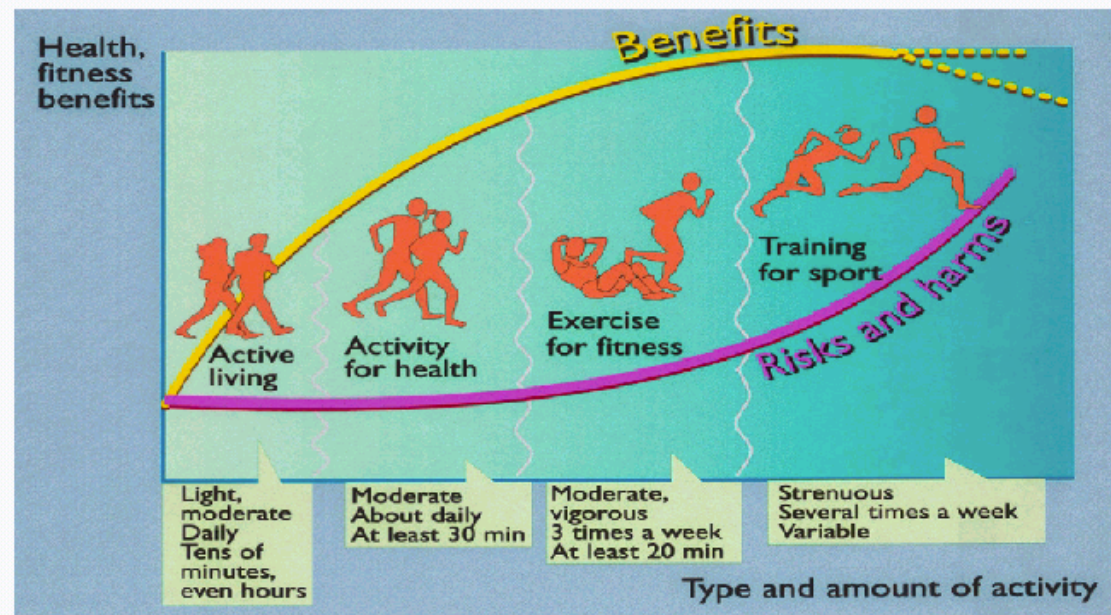 Health,
fitness
benefits
Benefits
Active
living
Activity
for health
Exercise
for fitness
Training
for sport
Risks and harms
Light,
moderate
Daily
Tens of
minutes,
even hours
Moderate
About daily
At least 30 min
Moderate,
vigorous
3 times a week
At least 20 min
Strenuous
Several times a week
Variable
Type and amount of activity